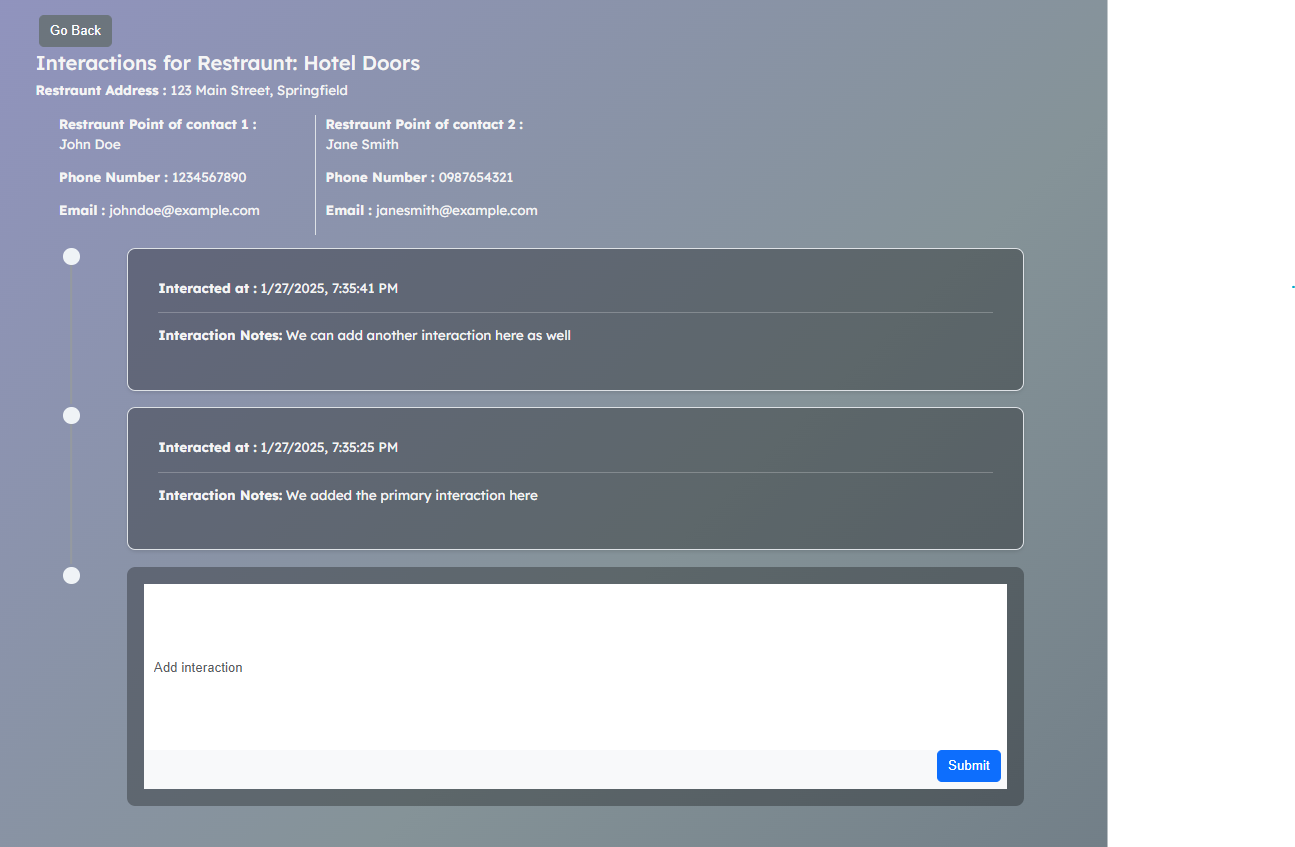 Go Back
Interactions for Restraunt: Hotel Doors
Restraunt Address : 123 Main Street, Springfield
Restraunt Point of contact 1 :
John Doe
Phone Number : 1234567890
Email : johndoe@example.com
Restraunt Point of contact 2 :
Jane Smith
Phone Number : 0987654321
Email : janesmith@example.com
Interacted at : 1/27/2025, 7:35:41 PM
Interaction Notes: We can add another interaction here as well
Interacted at : 1/27/2025, 7:35:25 PM
Interaction Notes: We added the primary interaction here
Add interaction
Submit